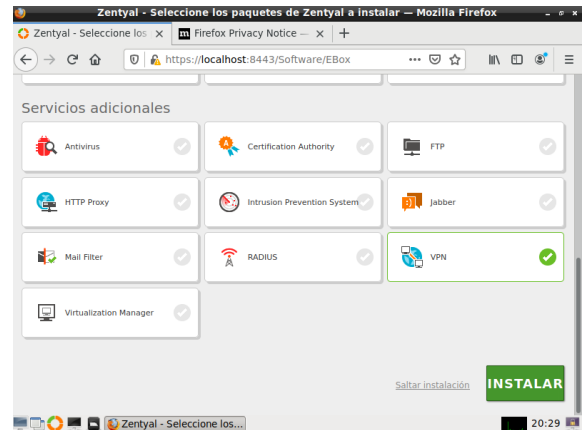 Zentyal - Seleccione los paquetes de Zentyal a instalar — Mozilla Firefox
Zentyal - Seleccione los
Firefox Privacy Notice —
https://localhost:8443/Software/EBox
Servicios adicionales
Antivirus
Certification Authority
FTP
HTTP Proxy
Intrusion Prevention System
Jabber
Mail Filter
RADIUS
VPN
Virtualization Manager
Saltar instalación
INSTALAR
Zentyal - Seleccione los...
20:29